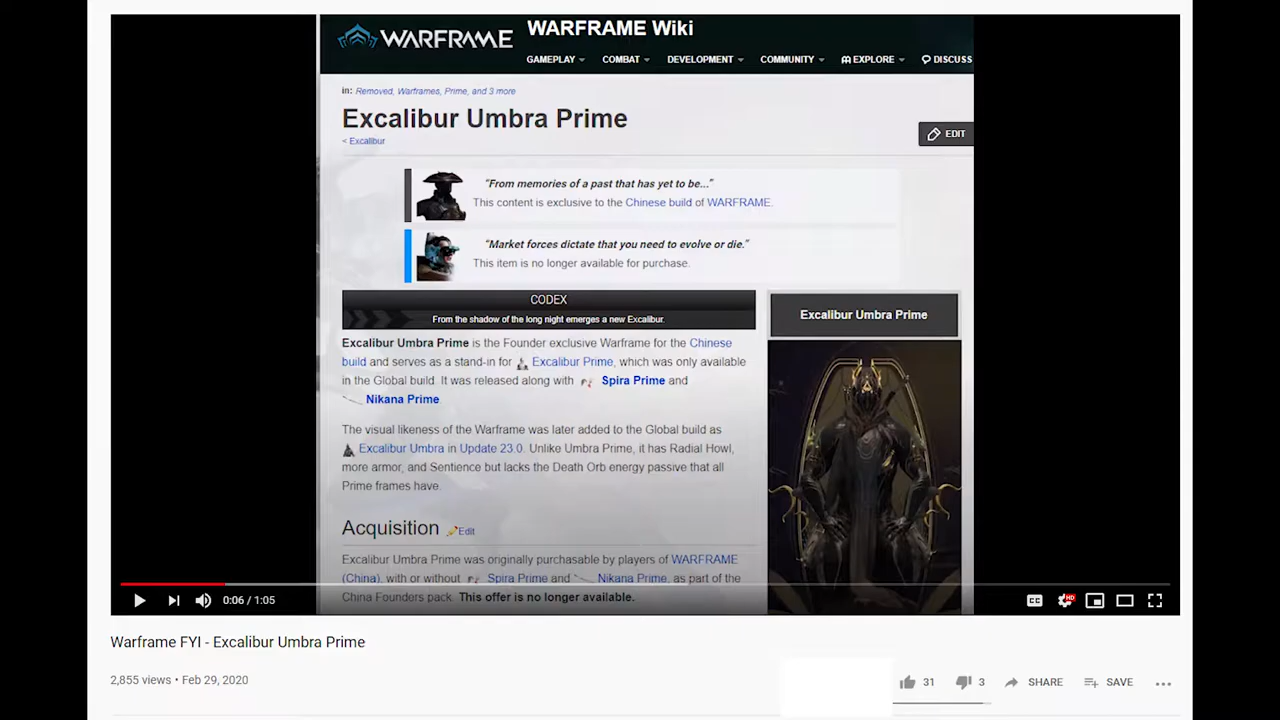 WARFRAME
WARFRAME Wiki
GAMEPLAY COMBAT DEVELOPMENT COMMUNITY EXPLORE DISCUSS
in: Removed, Warframes, Prime, and 3 more
Excalibur Umbra Prime
EDIT
< Excalibur
"From memories of a past that has yet to be..."
This content is exclusive to the Chinese build of WARFRAME.
"Market forces dictate that you need to evolve or die."
This item is no longer available for purchase.
CODEX
From the shadow of the long night emerges a new Excalibur.
Excalibur Umbra Prime
Excalibur Umbra Prime is the Founder exclusive Warframe for the Chinese
build and serves as a stand-in for Excalibur Prime, which was only available
in the Global build. It was released along with Spira Prime and
Nikana Prime.
The visual likeness of the Warframe was later added to the Global build as
Excalibur Umbra in Update 23.0. Unlike Umbra Prime, it has Radial Howl,
more armor, and Sentience but lacks the Death Orb energy passive that all
Prime frames have.
Acquisition Edit
Excalibur Umbra Prime was originally purchasable by players of WARFRAME
(China), with or without Spira Prime and Nikana Prime, as part of the
China Founders pack. This offer is no longer available.
0:06 / 1:05
CC HD
Warframe FYI - Excalibur Umbra Prime
2,855 views • Feb 29, 2020
31 3 SHARE SAVE